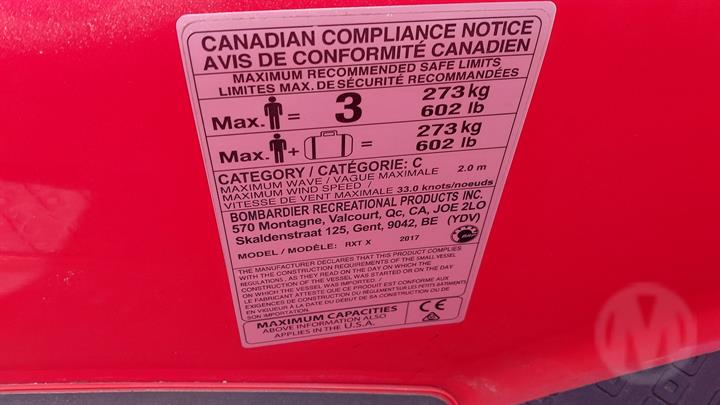 CANADIAN COMPLIANCE NOTICE
AVIS DE CONFORMITÉ CANADIEN
MAXIMUM RECOMMENDED SAFE LIMITS
LIMITES MAX. DE SÉCURITÉ RECOMMANDÉES
Max. = 3 273 kg
602 lb
Max. + = 273 kg
602 lb
CATEGORY / CATÉGORIE: C
MAXIMUM WAVE / VAGUE MAXIMALE 2.0 m
MAXIMUM WIND SPEED /
VITESSE DE VENT MAXIMALE 33.0 knots/noeuds
BOMBARDIER RECREATIONAL PRODUCTS INC.
570 Montagne, Valcourt, Qc, CA, JOE 2LO
Skaldenstraat 125, Gent, 9042, BE (YDV)
MODEL / MODÈLE: RXT X 2017
THE MANUFACTURER DECLARES THAT THIS PRODUCT COMPLIES
WITH THE CONSTRUCTION REQUIREMENTS OF THE SMALL VESSEL
REGULATIONS, AS THEY READ ON THE DAY ON WHICH THE
CONSTRUCTION OF THE VESSEL WAS STARTED OR ON THE DAY
ON WHICH THE VESSEL WAS IMPORTED. /
LE FABRICANT ATTESTE QUE CE PRODUIT EST CONFORME AUX
EXIGENCES DE CONSTRUCTION DU RÈGLEMENT SUR LES PETITS BÂTIMENTS
EN VIGUEUR À LA DATE DU DÉBUT DE SA CONSTRUCTION OU DE
SON IMPORTATION.
MAXIMUM CAPACITIES CE
ABOVE INFORMATION ALSO
APPLIES IN THE U.S.A.
M